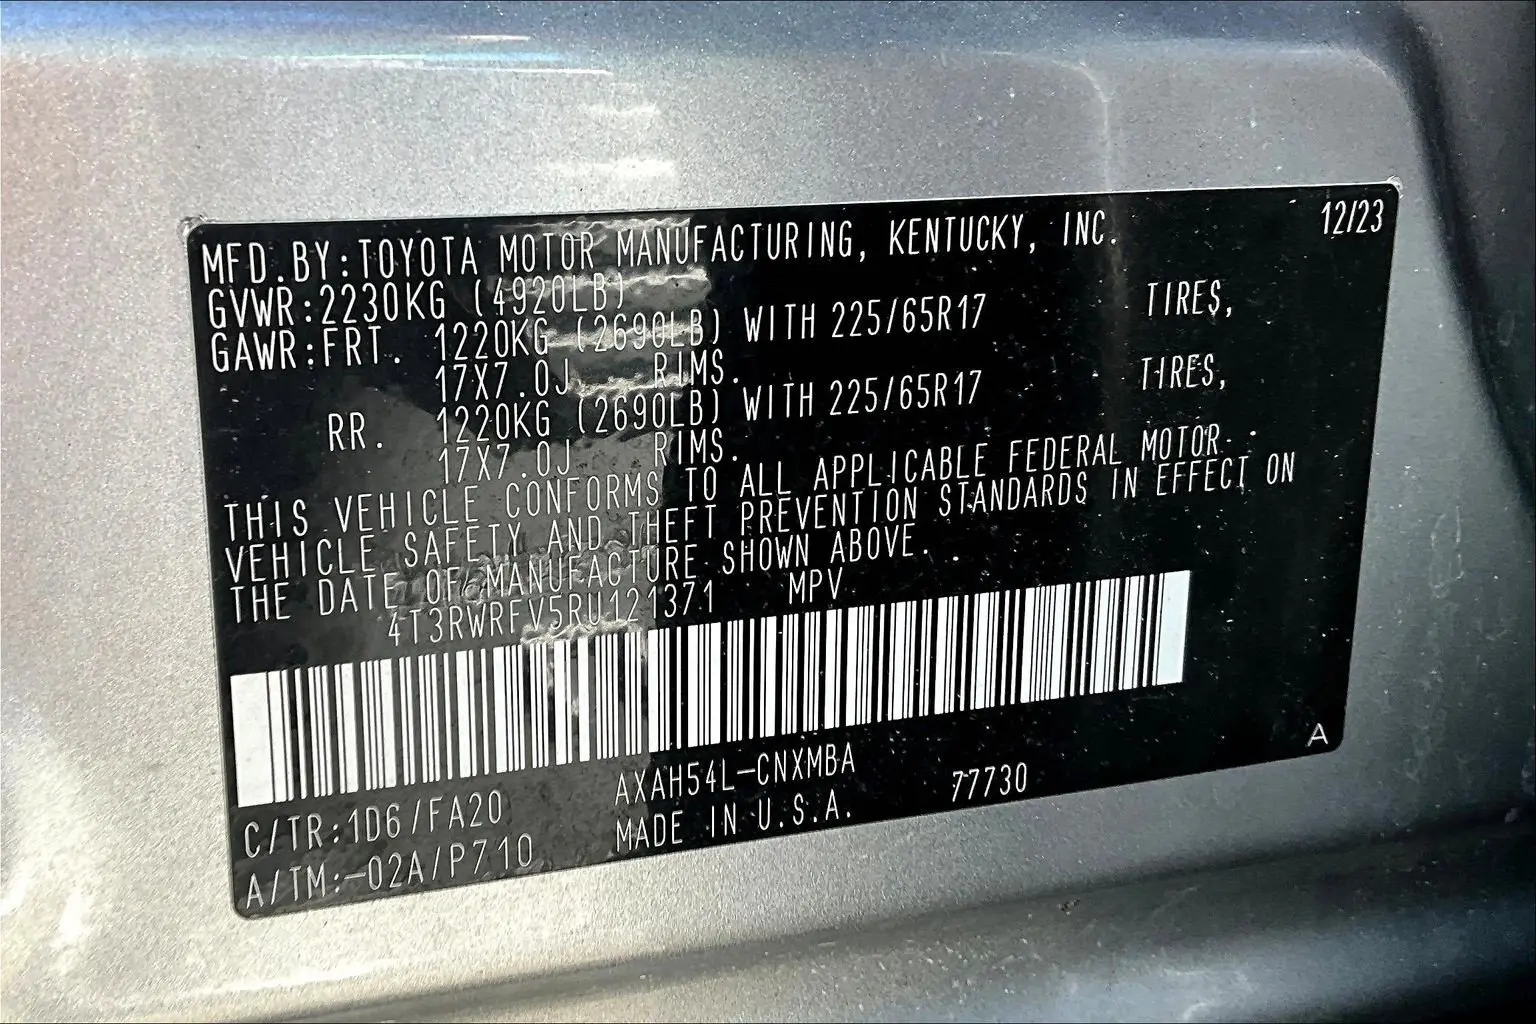 MFD.BY:TOYOTA MOTOR MANUFACTURING, KENTUCKY, INC. 12/23
GVWR:2230KG (4920LB)
GAWR:FRT. 1220KG (2690LB) WITH 225/65R17 TIRES,
17X7.0J RIMS.
RR. 1220KG (2690LB) WITH 225/65R17 TIRES,
17X7.0J RIMS.
THIS VEHICLE CONFORMS TO ALL APPLICABLE FEDERAL MOTOR
VEHICLE SAFETY AND THEFT PREVENTION STANDARDS IN EFFECT ON
THE DATE OF MANUFACTURE SHOWN ABOVE.
4T3RWRFV5RU121371 MPV
C/TR:1D6/FA20 AXAH54L-CNXMBA 77730
A/TM:-02A/P710 MADE IN U.S.A.
A